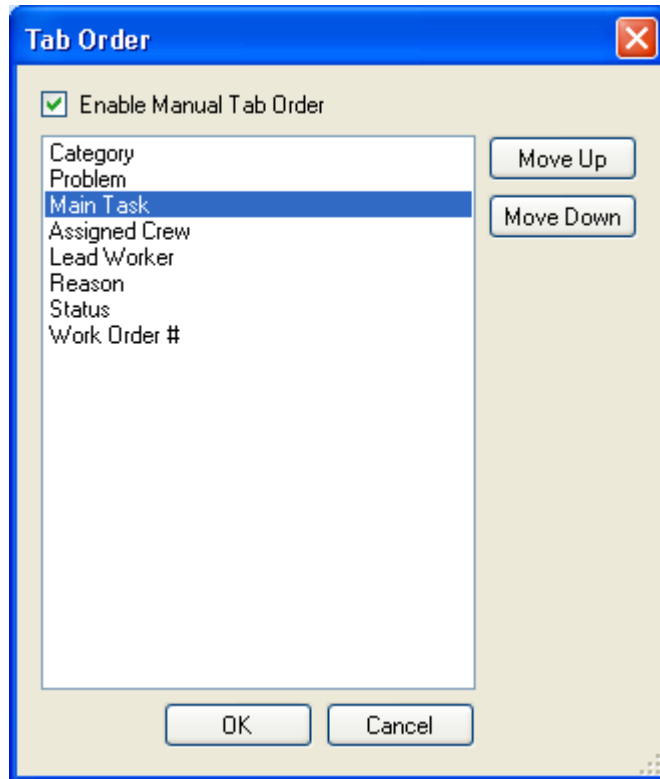 Tab Order
Enable Manual Tab Order
Category
Problem
Main Task
Assigned Crew
Lead Worker
Reason
Status
Work Order #
Move Up
Move Down
OK
Cancel